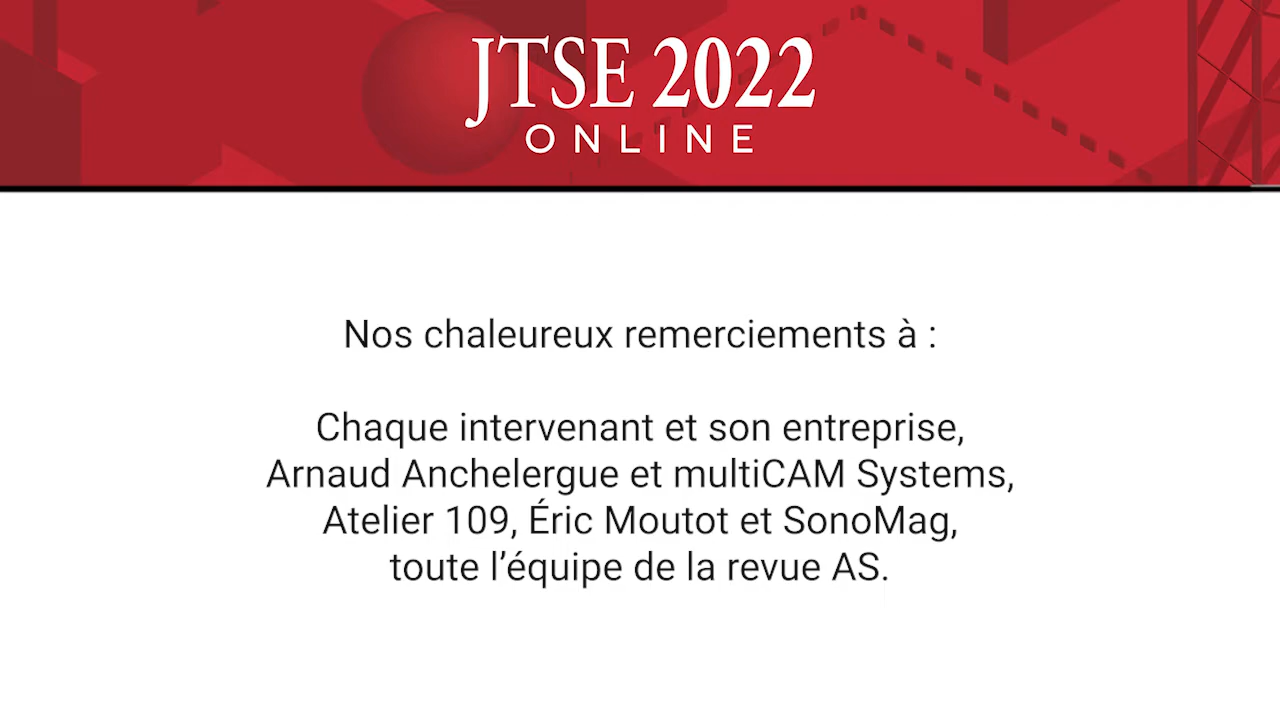 JTSE 2022
ONLINE
Nos chaleureux remerciements à :
Chaque intervenant et son entreprise,
Arnaud Anchelergue et multiCAM Systems,
Atelier 109, Éric Moutot et SonoMag,
toute l’équipe de la revue AS.